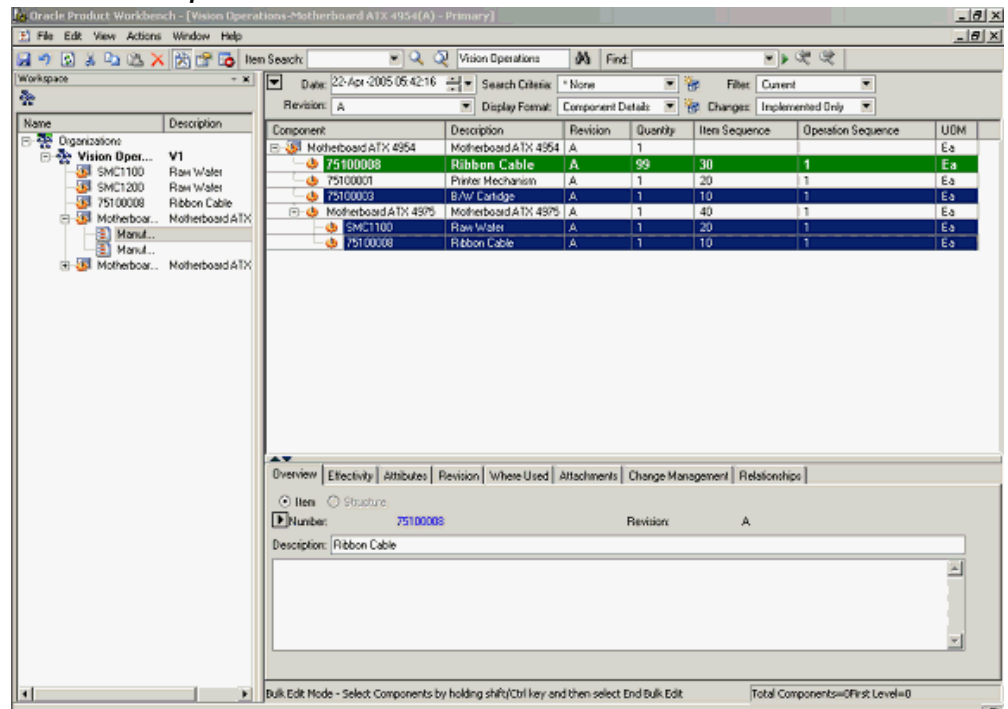 Oracle Product Workbench - [Vision Operations-Motherboard ATX 4954(A) - Primary]
File Edit View Actions Window Help
Item Search: Vision Operations Find:
Workspace
Date: 22-Apr-2005 05:42:16 Search Criteria: * None Filter: Current
Revision: A Display Format: Component Details Changes: Implemented Only
Name Description
Component Description Revision Quantity Item Sequence Operation Sequence UOM
Organizations
Motherboard ATX 4954 Motherboard ATX 4954 A 1 Ea
Vision Oper... V1
75100008 Ribbon Cable A 99 30 1 Ea
SMC1100 Raw Wafer
75100001 Printer Mechanism A 1 20 1 Ea
SMC1200 Raw Wafer
75100003 B/W Cartidge A 1 10 1 Ea
75100008 Ribbon Cable
Motherboard ATX 4975 Motherboard ATX 4975 A 1 40 1 Ea
Motherboar... Motherboard ATX
SMC1100 Raw Wafer A 1 20 1 Ea
Manuf...
75100008 Ribbon Cable A 1 10 1 Ea
Manuf...
Motherboar... Motherboard ATX
Overview Effectivity Attributes Revision Where Used Attachments Change Management Relationships
Item Structure
Number: 75100008 Revision: A
Description: Ribbon Cable
Bulk Edit Mode - Select Components by holding shift/Ctrl key and then select End Bulk Edit Total Components=0First Level=0